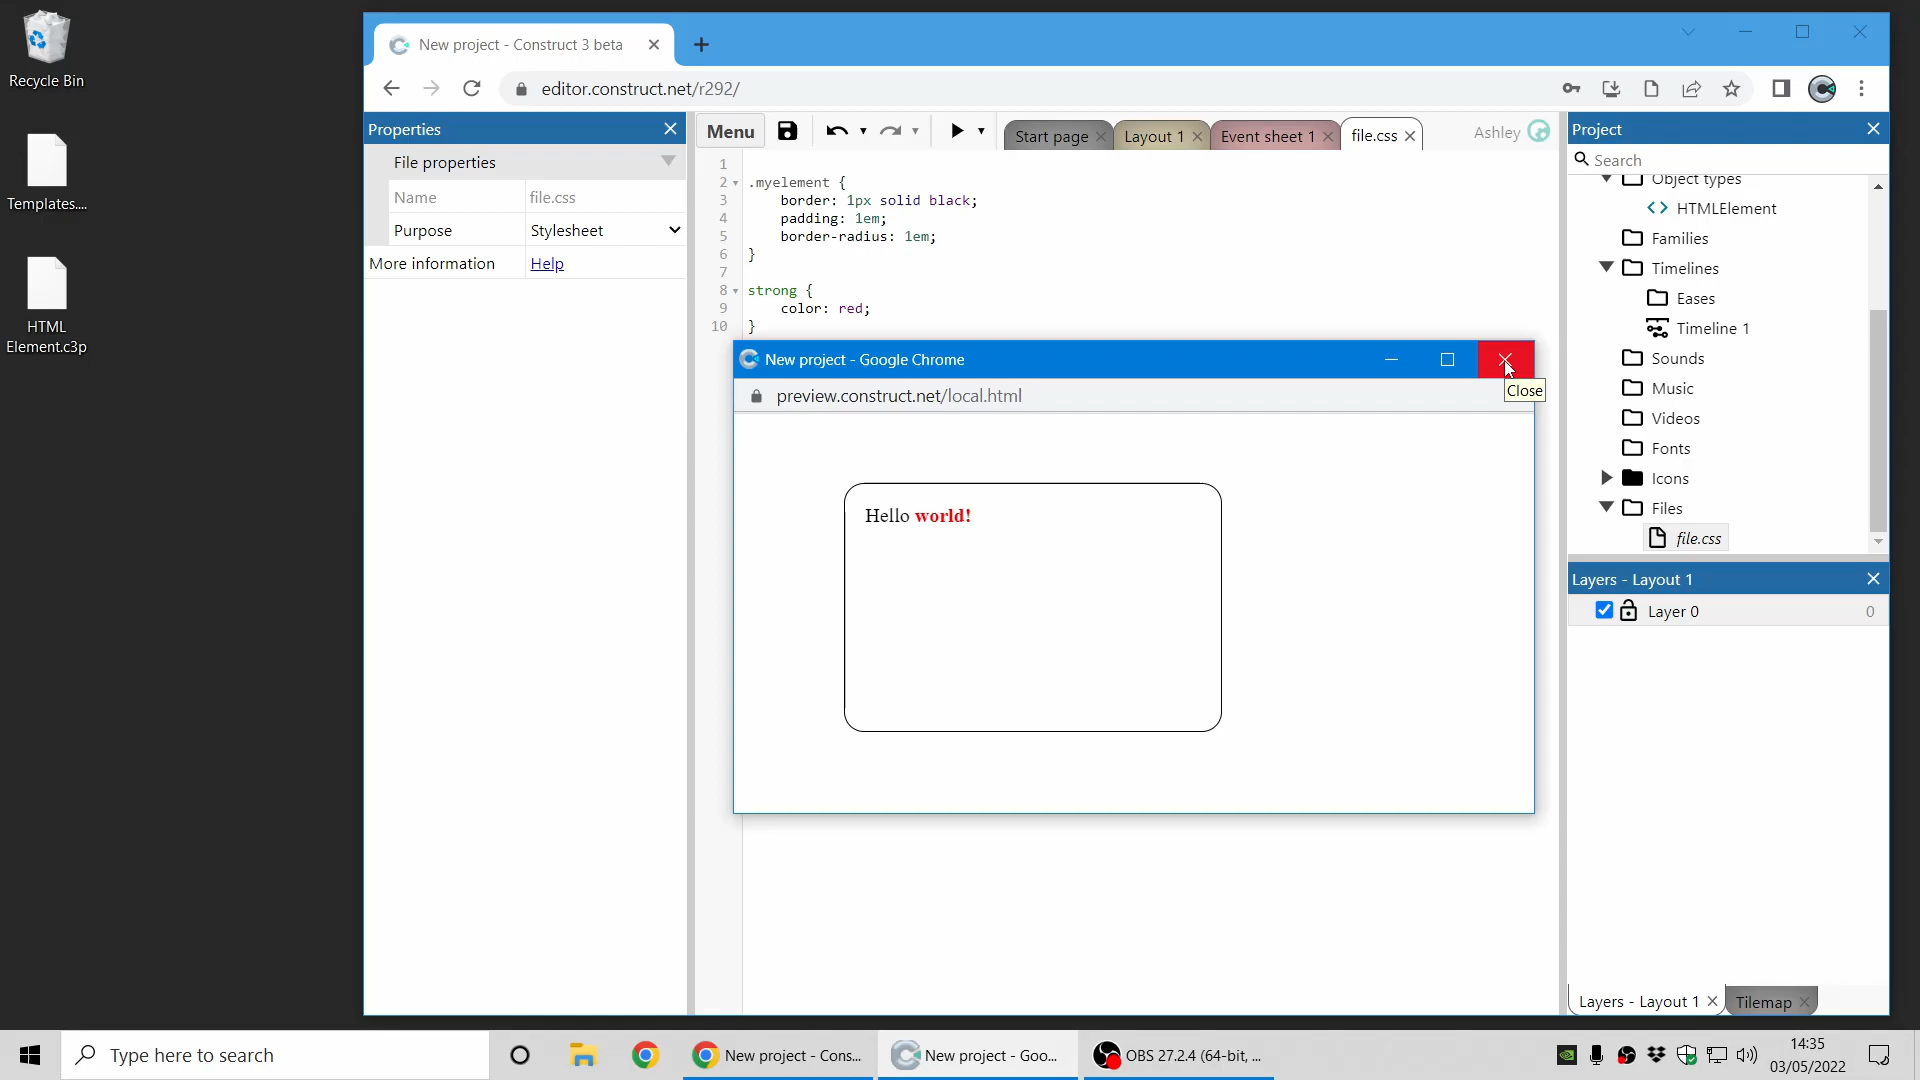 Recycle Bin
Templates....
HTML
Element.c3p
New project - Construct 3 beta
editor.construct.net/r292/
Properties
File properties
Name file.css
Purpose Stylesheet
More information Help
Menu
Start page
Layout 1
Event sheet 1
file.css
Ashley
1
2 .myelement {
3 border: 1px solid black;
4 padding: 1em;
5 border-radius: 1em;
6 }
7
8 strong {
9 color: red;
10 }
New project - Google Chrome
Close
preview.construct.net/local.html
Hello world!
Project
Search
Object types
HTMLElement
Families
Timelines
Eases
Timeline 1
Sounds
Music
Videos
Fonts
Icons
Files
file.css
Layers - Layout 1
Layer 0 0
Layers - Layout 1
Tilemap
Type here to search
New project - Cons...
New project - Goo...
OBS 27.2.4 (64-bit, ...
14:35
03/05/2022